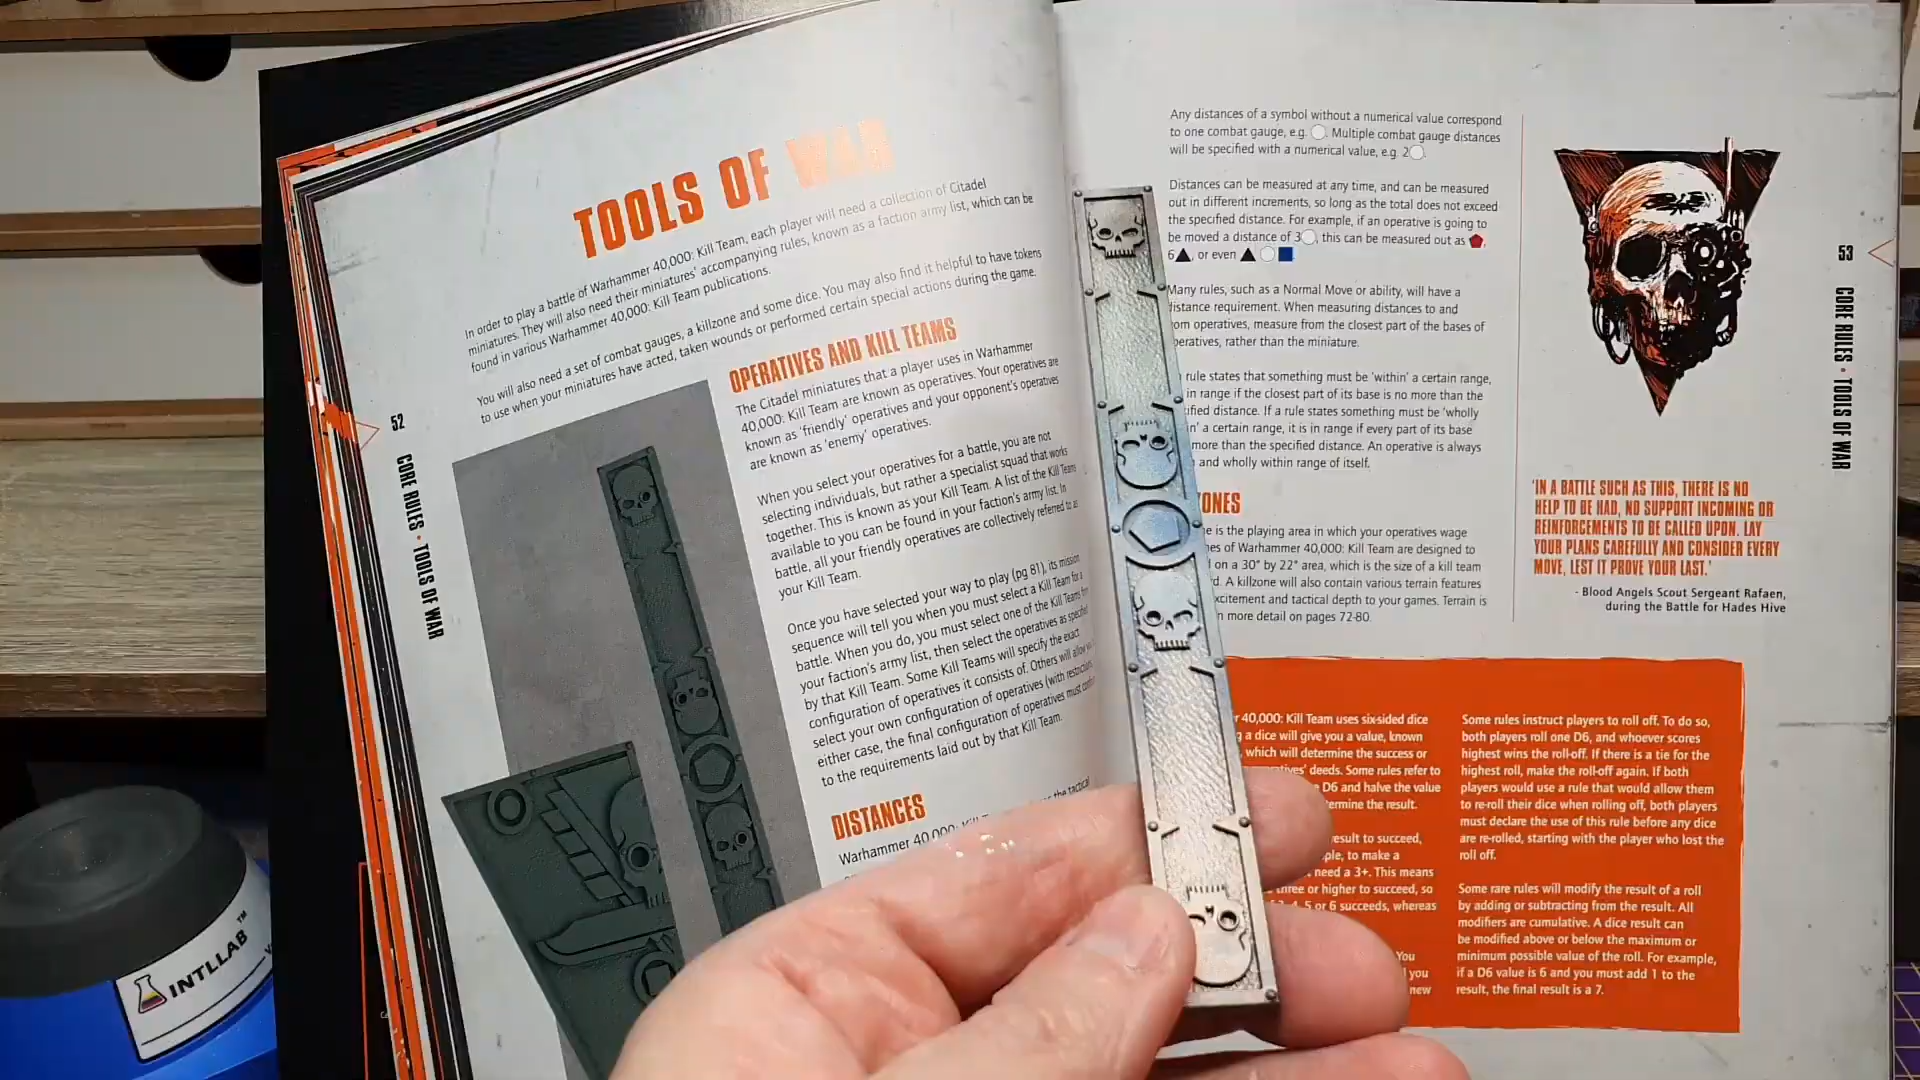 TOOLS OF WAR
In order to play a battle of Warhammer 40,000: Kill Team, each player will need a collection of Citadel
miniatures. They will also need their miniatures' accompanying rules, known as a faction army list, which can be
found in various Warhammer 40,000: Kill Team publications.
You will also need a set of combat gauges, a killzone and some dice. You may also find it helpful to have tokens
to use when your miniatures have acted, taken wounds or performed certain special actions during the game.
OPERATIVES AND KILL TEAMS
The Citadel miniatures that a player uses in Warhammer
40,000: Kill Team are known as operatives. Your operatives are
known as 'friendly' operatives and your opponent's operatives
are known as 'enemy' operatives.
When you select your operatives for a battle, you are not
selecting individuals, but rather a specialist squad that works
together. This is known as your Kill Team. A list of the Kill Teams
available to you can be found in your faction's army list. In
battle, all your friendly operatives are collectively referred to as
your Kill Team.
Once you have selected your way to play (pg 81), its mission
sequence will tell you when you must select a Kill Team for a
battle. When you do, you must select one of the Kill Teams from
your faction's army list, then select the operatives as specified
by that Kill Team. Some Kill Teams will specify the exact
configuration of operatives it consists of. Others will allow you
select your own configuration of operatives (with restrictions
either case, the final configuration of operatives must
to the requirements laid out by that Kill Team.
DISTANCES
the tactical
Warhammer 40,000: Kill
52
CORE RULES • TOOLS OF WAR
Any distances of a symbol without a numerical value correspond
to one combat gauge, e.g. . Multiple combat gauge distances
will be specified with a numerical value, e.g. 2 .
Distances can be measured at any time, and can be measured
out in different increments, so long as the total does not exceed
the specified distance. For example, if an operative is going to
be moved a distance of 3 , this can be measured out as ,
6 , or even
Many rules, such as a Normal Move or ability, will have a
distance requirement. When measuring distances to and
operatives, measure from the closest part of the bases of
operatives, rather than the miniature.
rule states that something must be 'within' a certain range,
in range if the closest part of its base is no more than the
distance. If a rule states something must be 'wholly
a certain range, it is in range if every part of its base
more than the specified distance. An operative is always
and wholly within range of itself.
is the playing area in which your operatives wage
of Warhammer 40,000: Kill Team are designed to
on a 30" by 22" area, which is the size of a kill team
A killzone will also contain various terrain features
excitement and tactical depth to your games. Terrain is
more detail on pages 72-80.
'IN A BATTLE SUCH AS THIS, THERE IS NO
HELP TO BE HAD, NO SUPPORT INCOMING OR
REINFORCEMENTS TO BE CALLED UPON. LAY
YOUR PLANS CAREFULLY AND CONSIDER EVERY
MOVE, LEST IT PROVE YOUR LAST.'
- Blood Angels Scout Sergeant Rafaen,
during the Battle for Hades Hive
53
CORE RULES • TOOLS OF WAR
40,000: Kill Team uses six-sided dice
a dice will give you a value, known
which will determine the success or
deeds. Some rules refer to
D6 and halve the value
determine the result.
result to succeed,
to make a
need a 3+. This means
three or higher to succeed, so
4, 5 or 6 succeeds, whereas
You
you
new
Some rules instruct players to roll off. To do so,
both players roll one D6, and whoever scores
highest wins the roll-off. If there is a tie for the
highest roll, make the roll-off again. If both
players would use a rule that would allow them
to re-roll their dice when rolling off, both players
must declare the use of this rule before any dice
are re-rolled, starting with the player who lost the
roll off.
Some rare rules will modify the result of a roll
by adding or subtracting from the result. All
modifiers are cumulative. A dice result can
be modified above or below the maximum or
minimum possible value of the roll. For example,
if a D6 value is 6 and you must add 1 to the
result, the final result is a 7.
INTLLAB™